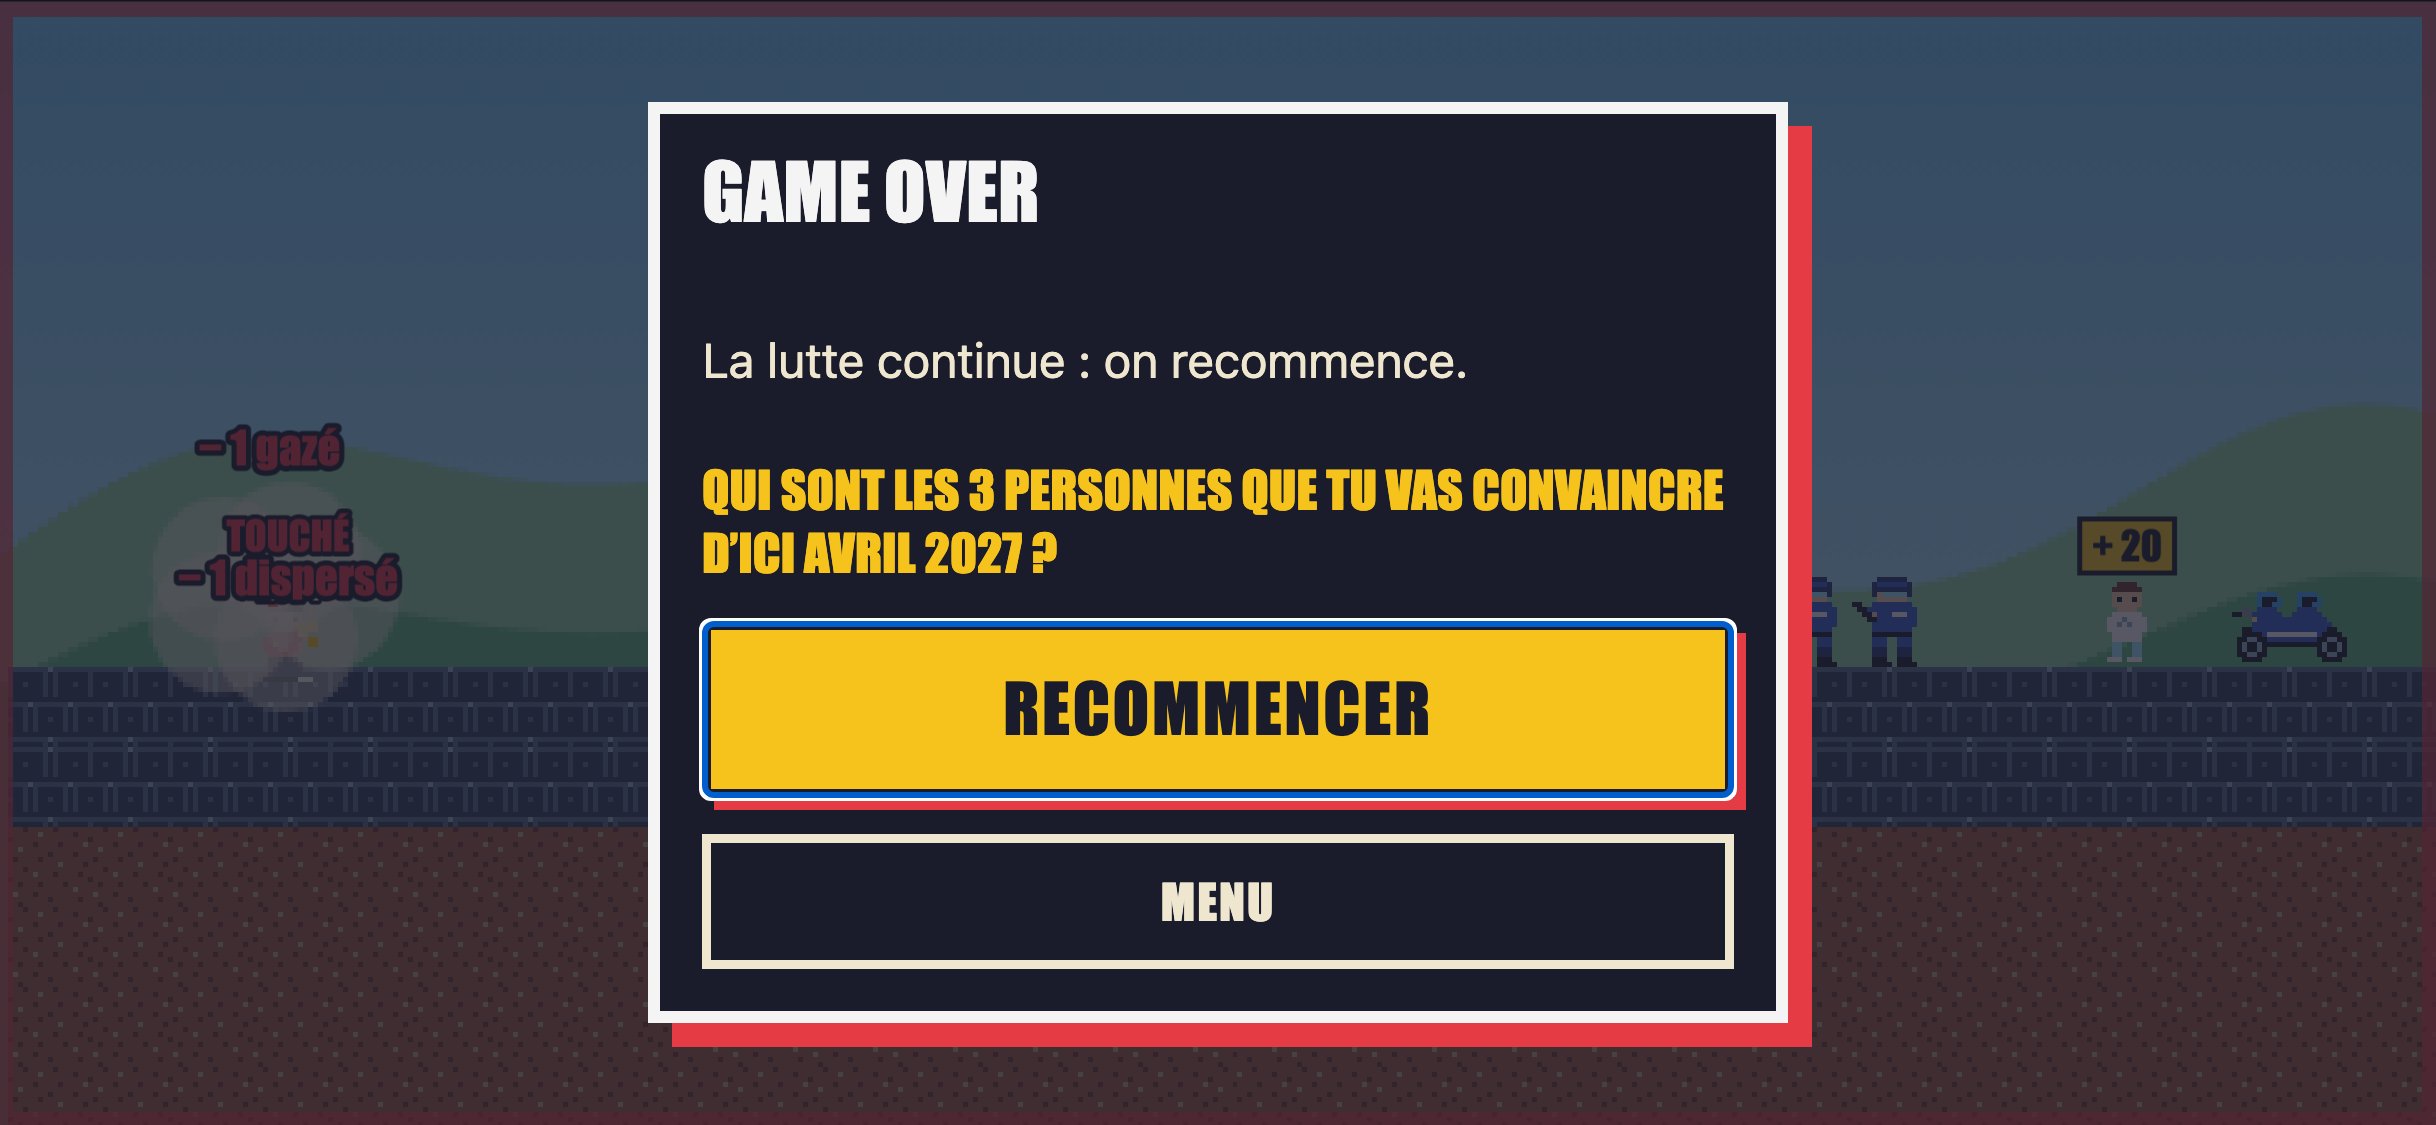 GAME OVER
La lutte continue : on recommence.
QUI SONT LES 3 PERSONNES QUE TU VAS CONVAINCRE
D’ICI AVRIL 2027 ?
RECOMMENCER
MENU
– 1 gazé
TOUCHÉ
– 1 dispersé
+ 20